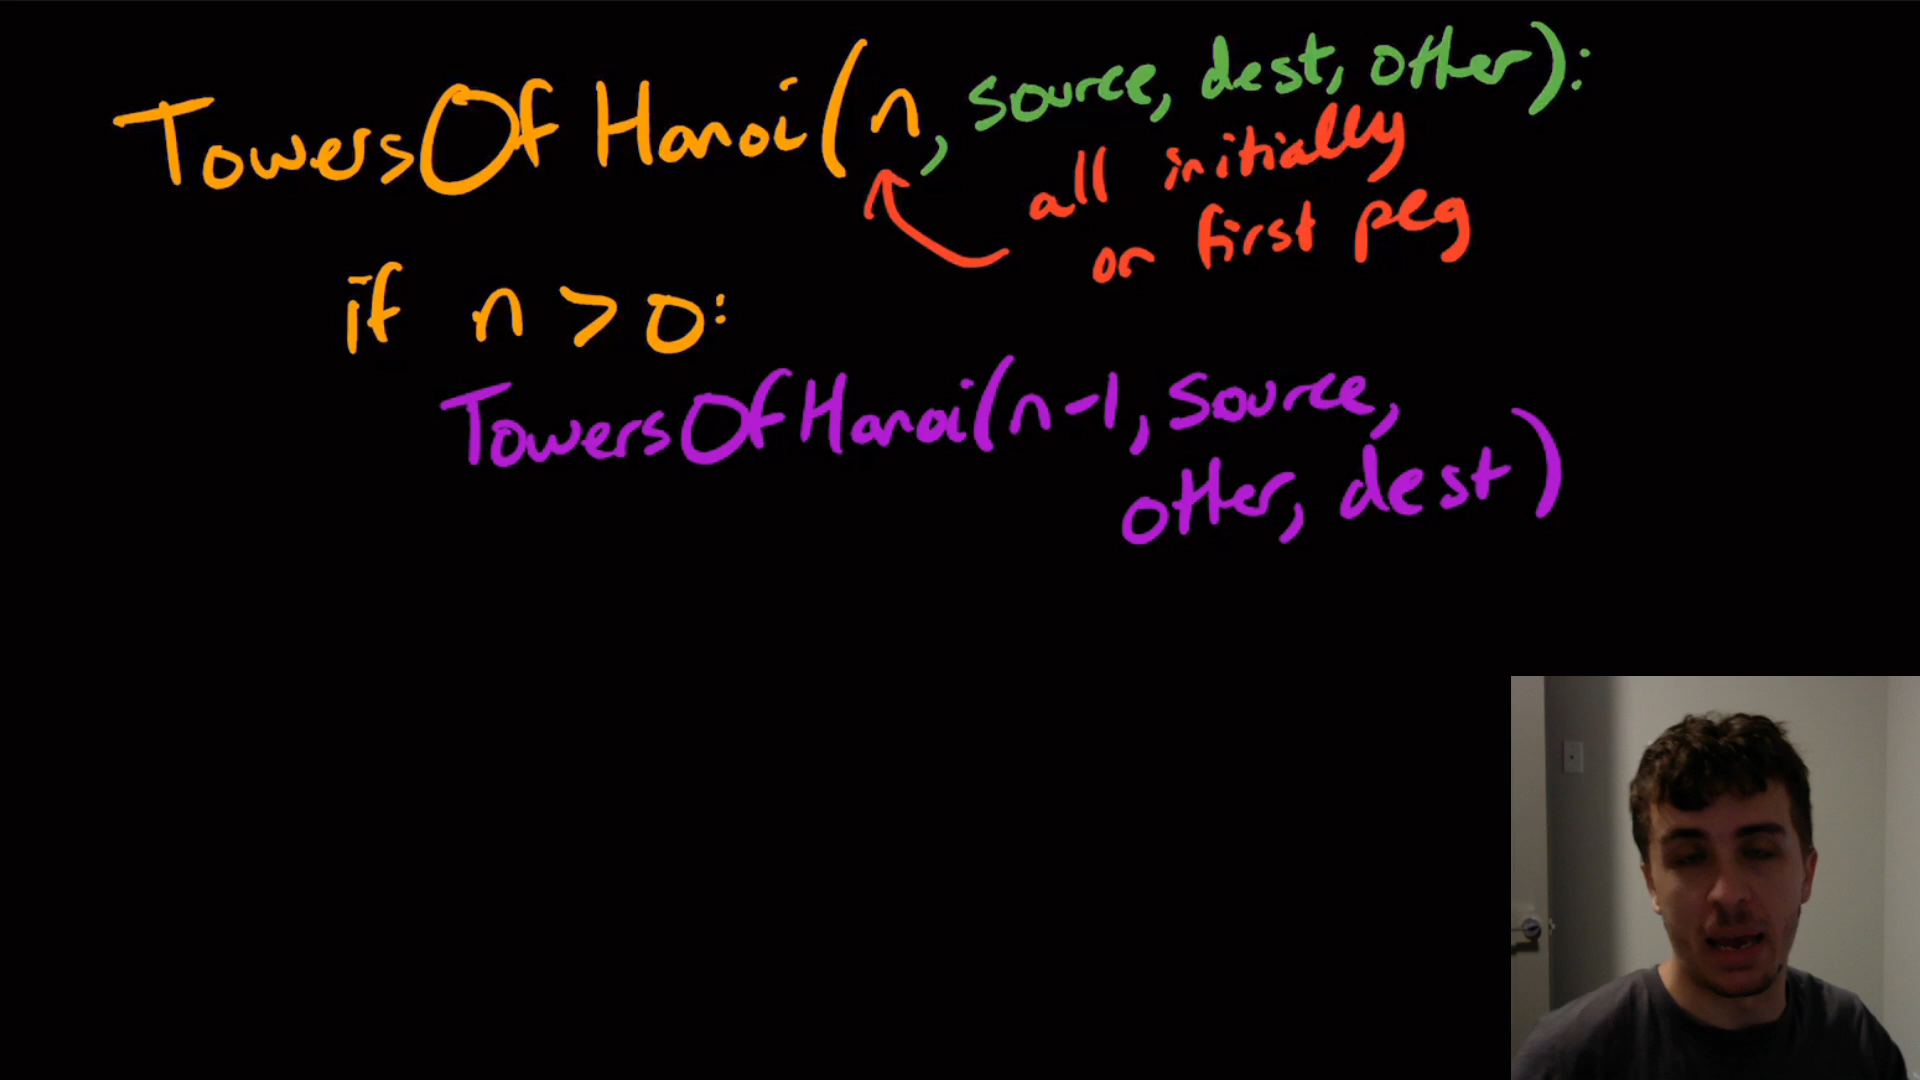 TowersOfHanoi(n, source, dest, other):
all initially
on first peg
if n > 0:
TowersOfHanoi(n-1, source,
other, dest)